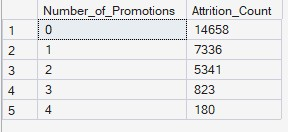 Number_of_Promotions Attrition_Count
1 0 14658
2 1 7336
3 2 5341
4 3 823
5 4 180